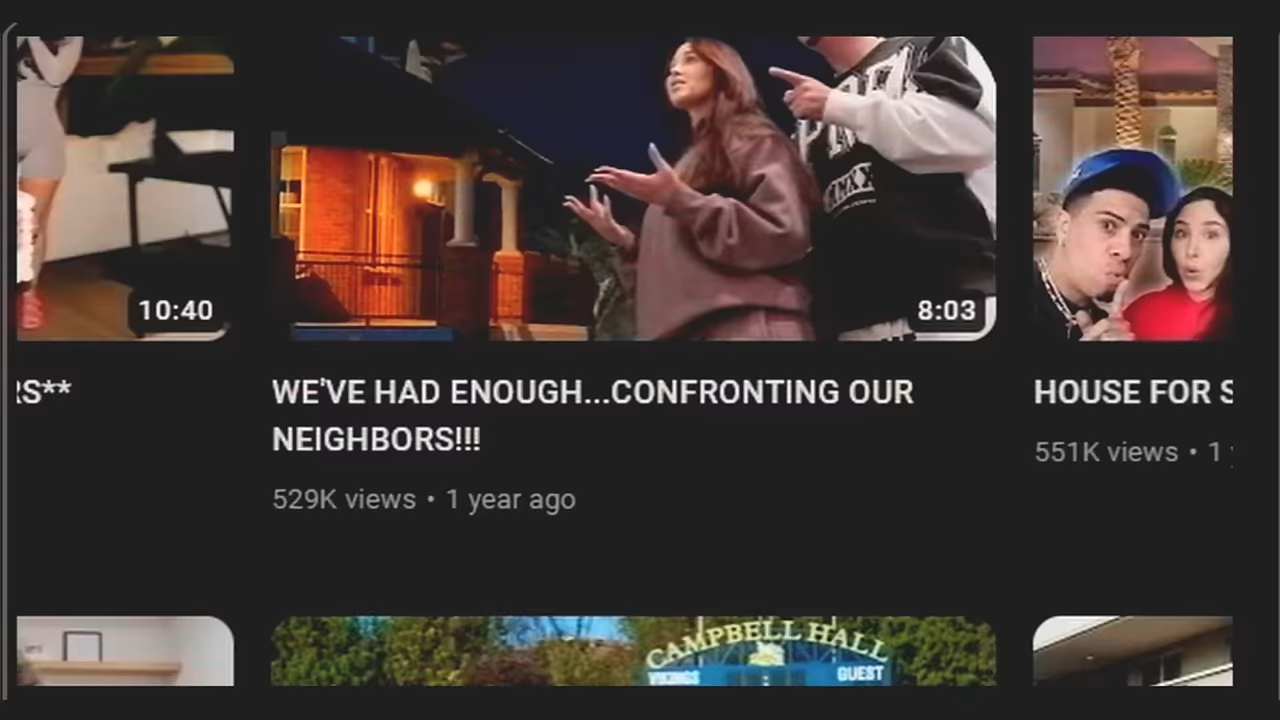 10:40
8:03
RS**
WE'VE HAD ENOUGH...CONFRONTING OUR
NEIGHBORS!!!
529K views • 1 year ago
HOUSE FOR S
551K views • 1
CAMPBELL HALL
VIKINGS
GUEST